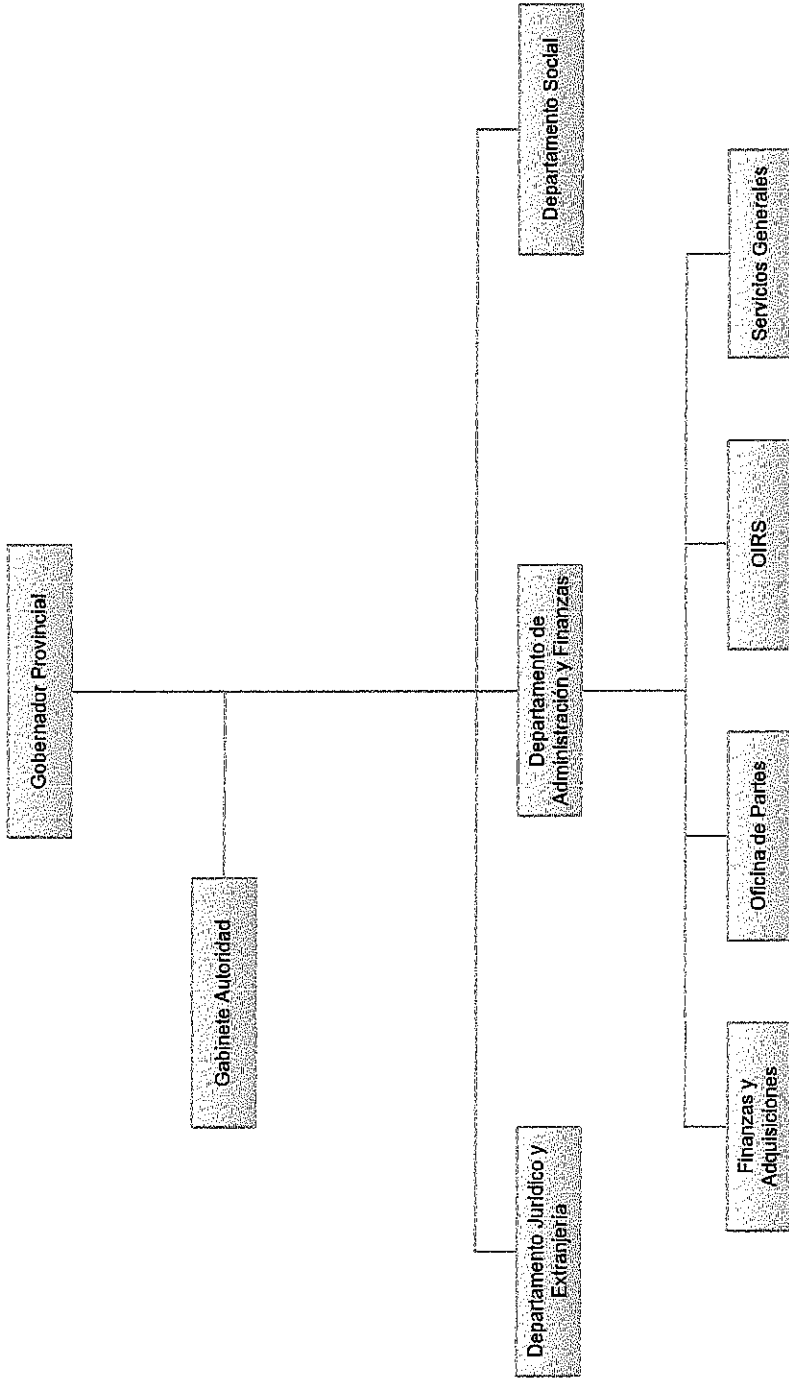 Gobernador Provincial
Gabinete Autoridad
Departamento Jurídico y
Extranjería
Departamento de
Administración y Finanzas
Departamento Social
Finanzas y
Adquisiciones
Oficina de Partes
OIRS
Servicios Generales